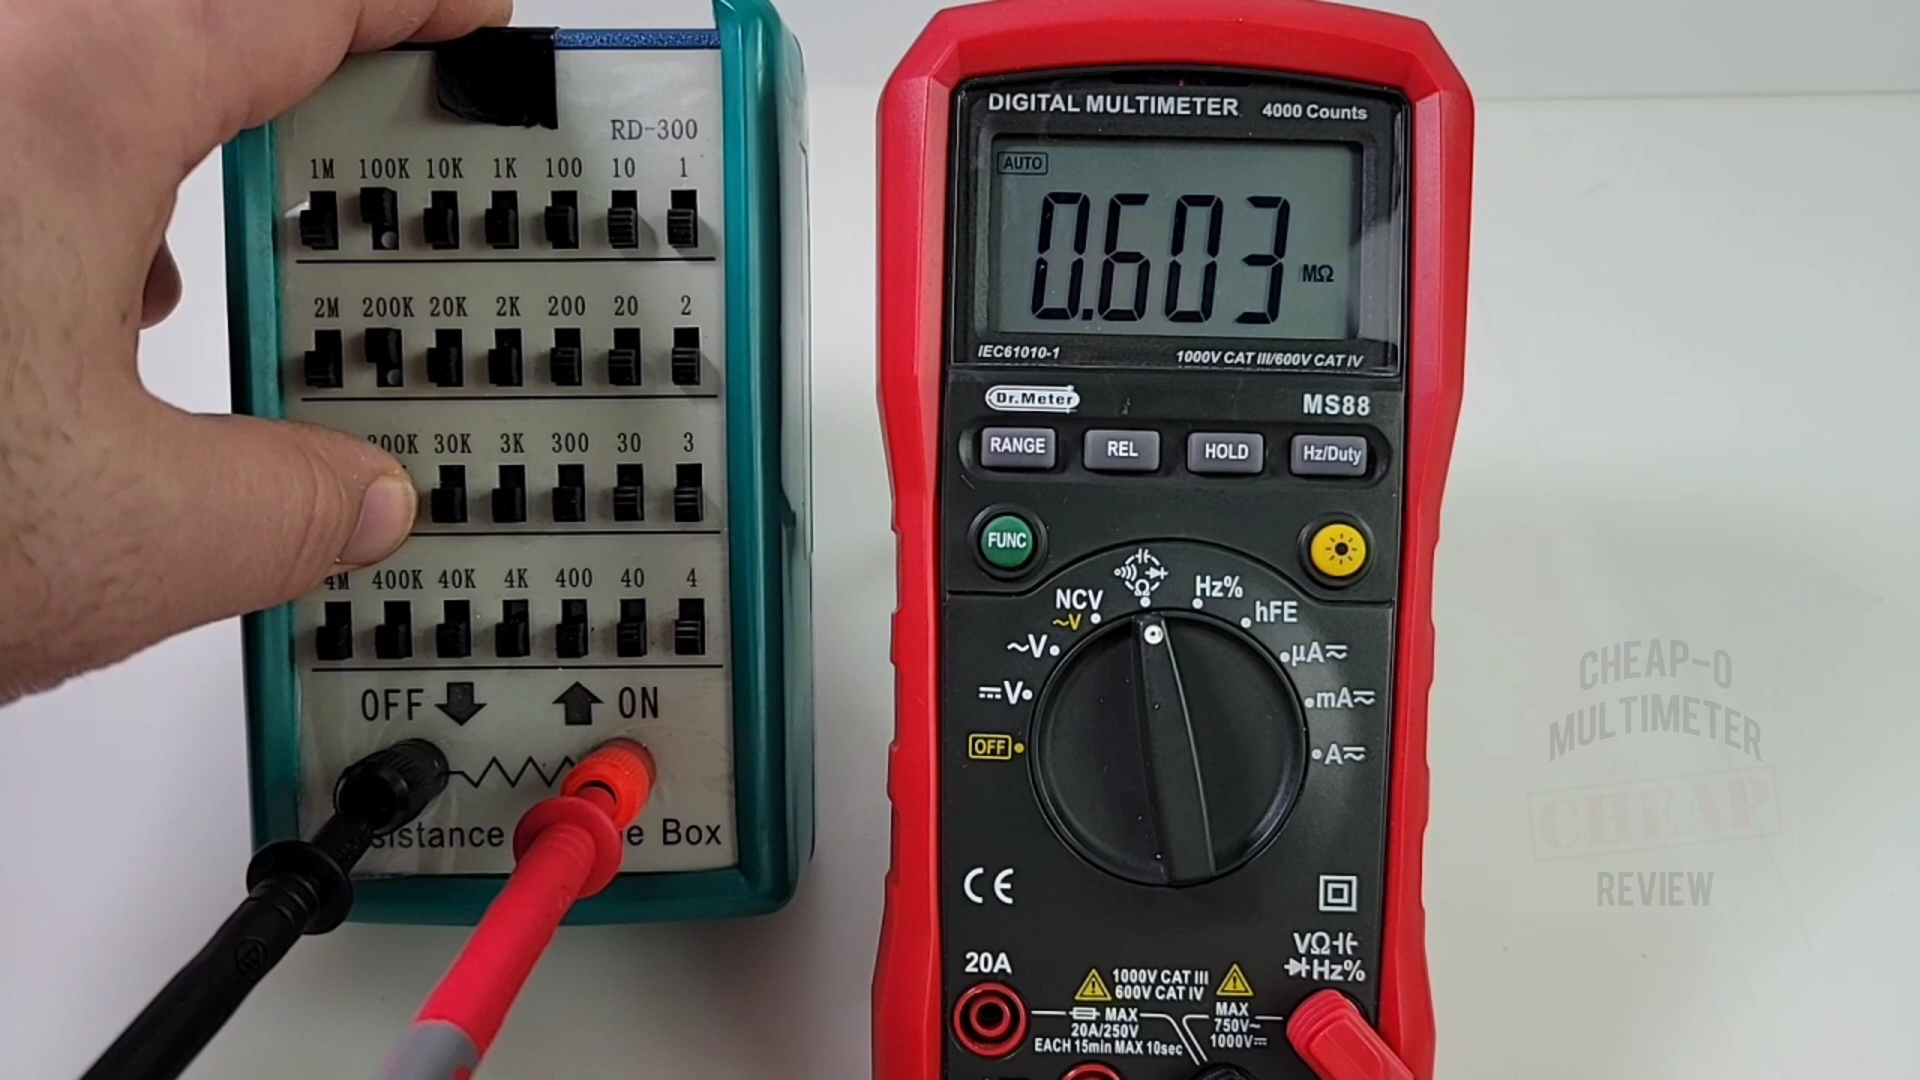 RD-300
1M 100K 10K 1K 100 10 1
2M 200K 20K 2K 200 20 2
00K 30K 3K 300 30 3
4M 400K 40K 4K 400 40 4
OFF ON
sistance e Box
DIGITAL MULTIMETER 4000 Counts
AUTO
0.603 MΩ
IEC61010-1 1000V CAT III/600V CAT IV
Dr.Meter MS88
RANGE REL HOLD Hz/Duty
FUNC
Ω
Hz%
NCV
~V
hFE
~V
μA
⎓V
mA
OFF
A
CE
VΩ
Hz%
20A
1000V CAT III
600V CAT IV
MAX
20A/250V
EACH 15min MAX 10sec
MAX
750V~
1000V⎓
CHEAP-O
MULTIMETER
CHEAP
REVIEW